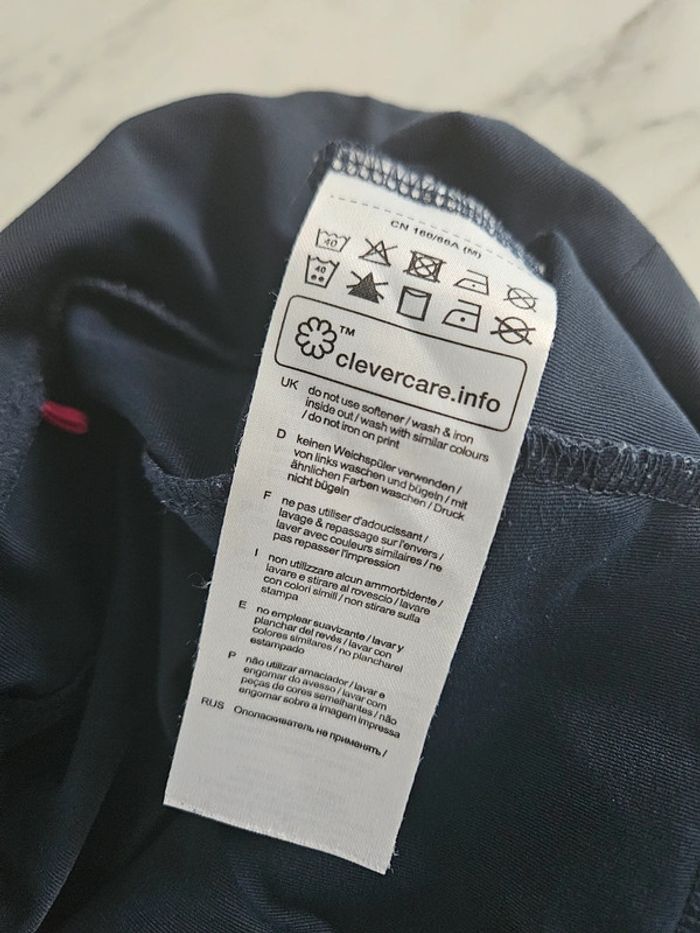 CN 160/66A (M)
40
40
TM
clevercare.info
UK do not use softener / wash & iron
inside out / wash with similar colours
/ do not iron on print
D keinen Weichspüler verwenden /
von links waschen und bügeln / mit
ähnlichen Farben waschen / Druck
nicht bügeln
F ne pas utiliser d'adoucissant /
lavage & repassage sur l'envers /
laver avec couleurs similaires / ne
pas repasser l'impression
I non utilizzare alcun ammorbidente /
lavare e stirare al rovescio / lavare
con colori simili / non stirare sulla
stampa
E no emplear suavizante / lavar y
planchar del revés / lavar con
colores similares / no plancharel
estampado
P não utilizar amaciador / lavar e
engomar do avesso / lavar com
peças de cores semelhantes / não
engomar sobre a imagem impressa
RUS Ополаскиватель не применять /